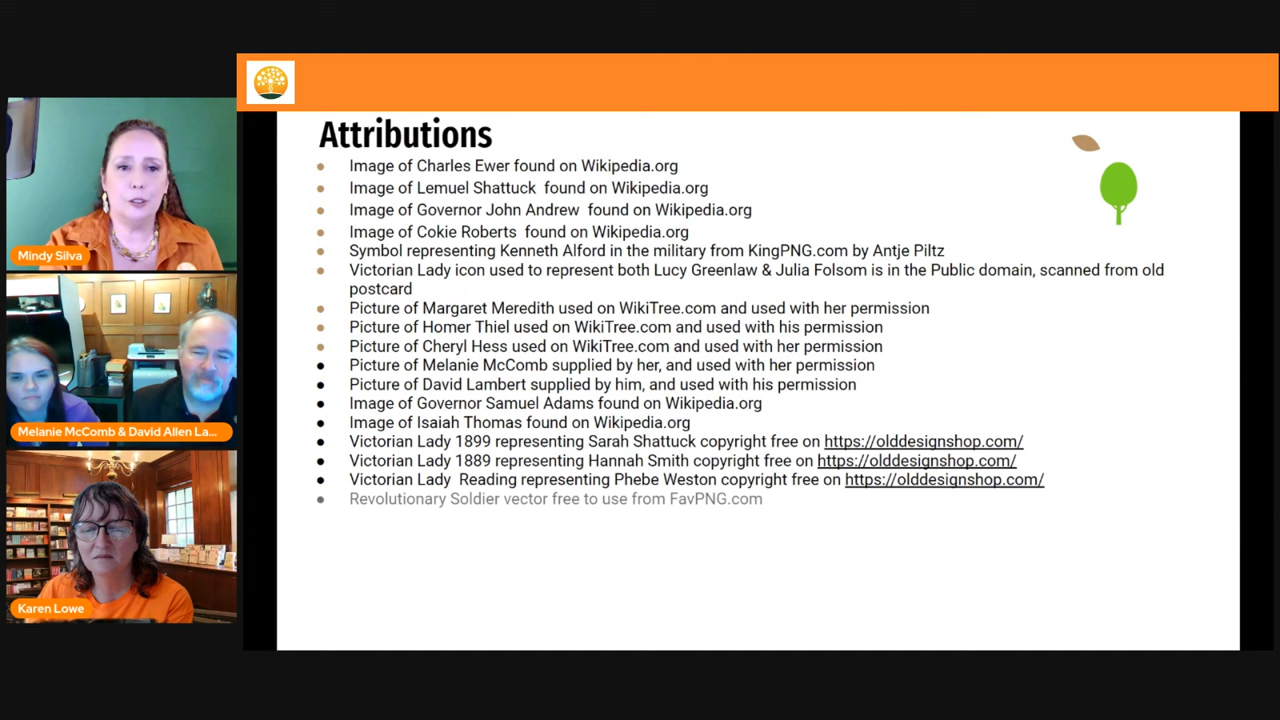 Attributions
Image of Charles Ewer found on Wikipedia.org
Image of Lemuel Shattuck found on Wikipedia.org
Image of Governor John Andrew found on Wikipedia.org
Image of Cokie Roberts found on Wikipedia.org
Symbol representing Kenneth Alford in the military from KingPNG.com by Antje Piltz
Victorian Lady icon used to represent both Lucy Greenlaw & Julia Folsom is in the Public domain, scanned from old
postcard
Picture of Margaret Meredith used on WikiTree.com and used with her permission
Picture of Homer Thiel used on WikiTree.com and used with his permission
Picture of Cheryl Hess used on WikiTree.com and used with her permission
Picture of Melanie McComb supplied by her, and used with her permission
Picture of David Lambert supplied by him, and used with his permission
Image of Governor Samuel Adams found on Wikipedia.org
Image of Isaiah Thomas found on Wikipedia.org
Victorian Lady 1899 representing Sarah Shattuck copyright free on https://olddesignshop.com/
Victorian Lady 1889 representing Hannah Smith copyright free on https://olddesignshop.com/
Victorian Lady Reading representing Phebe Weston copyright free on https://olddesignshop.com/
Revolutionary Soldier vector free to use from FavPNG.com
Mindy Silva
Melanie McComb & David Allen La...
Karen Lowe